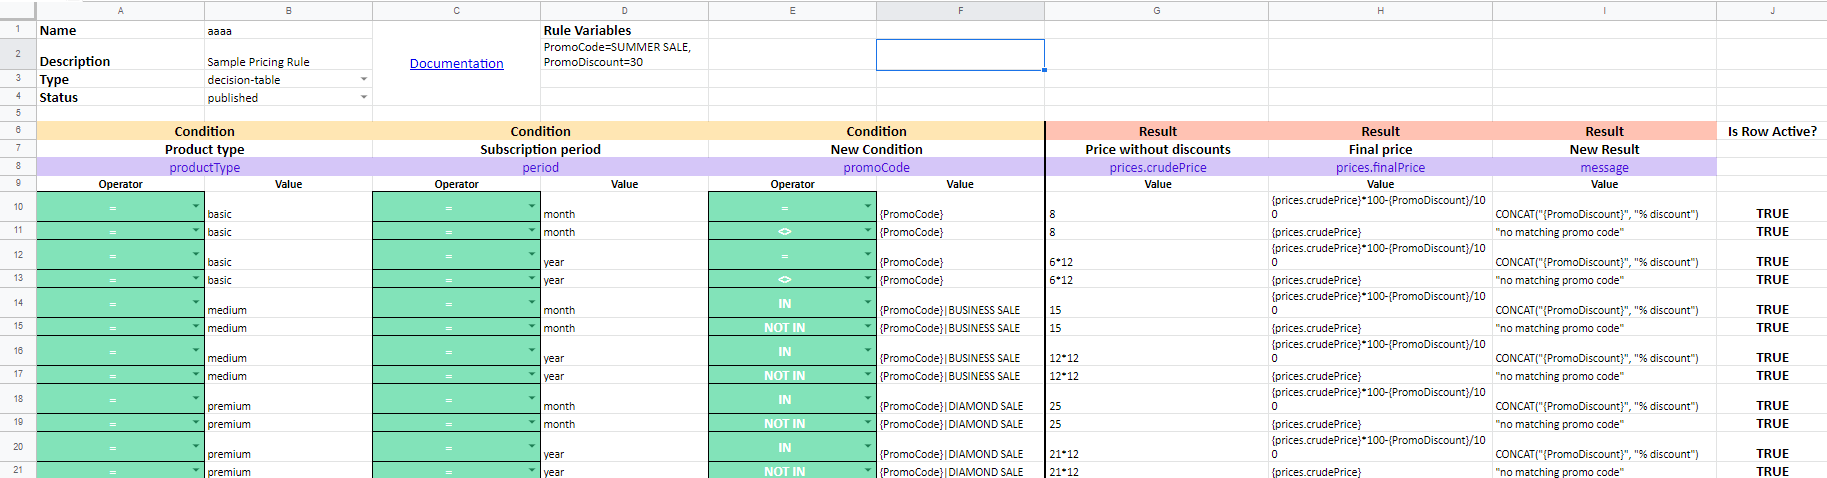 A B C D E F G H I J
1 Name aaaa Rule Variables
2 Description Sample Pricing Rule Documentation PromoCode=SUMMER SALE,
PromoDiscount=30
3 Type decision-table
4 Status published
5
6 Condition Condition Condition Result Result Result Is Row Active?
7 Product type Subscription period New Condition Price without discounts Final price New Result
8 productType period promoCode prices.crudePrice prices.finalPrice message
9 Operator Value Operator Value Operator Value Value Value Value
10 = basic = month = {PromoCode} 8 {prices.crudePrice}*100-{PromoDiscount}/10
0 CONCAT("{PromoDiscount}", "% discount") TRUE
11 = basic = month <> {PromoCode} 8 {prices.crudePrice} "no matching promo code" TRUE
12 = basic = year = {PromoCode} 6*12 {prices.crudePrice}*100-{PromoDiscount}/10
0 CONCAT("{PromoDiscount}", "% discount") TRUE
13 = basic = year <> {PromoCode} 6*12 {prices.crudePrice} "no matching promo code" TRUE
14 = medium = month IN {PromoCode}|BUSINESS SALE 15 {prices.crudePrice}*100-{PromoDiscount}/10
0 CONCAT("{PromoDiscount}", "% discount") TRUE
15 = medium = month NOT IN {PromoCode}|BUSINESS SALE 15 {prices.crudePrice} "no matching promo code" TRUE
16 = medium = year IN {PromoCode}|BUSINESS SALE 12*12 {prices.crudePrice}*100-{PromoDiscount}/10
0 CONCAT("{PromoDiscount}", "% discount") TRUE
17 = medium = year NOT IN {PromoCode}|BUSINESS SALE 12*12 {prices.crudePrice} "no matching promo code" TRUE
18 = premium = month IN {PromoCode}|DIAMOND SALE 25 {prices.crudePrice}*100-{PromoDiscount}/10
0 CONCAT("{PromoDiscount}", "% discount") TRUE
19 = premium = month NOT IN {PromoCode}|DIAMOND SALE 25 {prices.crudePrice} "no matching promo code" TRUE
20 = premium = year IN {PromoCode}|DIAMOND SALE 21*12 {prices.crudePrice}*100-{PromoDiscount}/10
0 CONCAT("{PromoDiscount}", "% discount") TRUE
21 = premium = year NOT IN {PromoCode}|DIAMOND SALE 21*12 {prices.crudePrice} "no matching promo code" TRUE